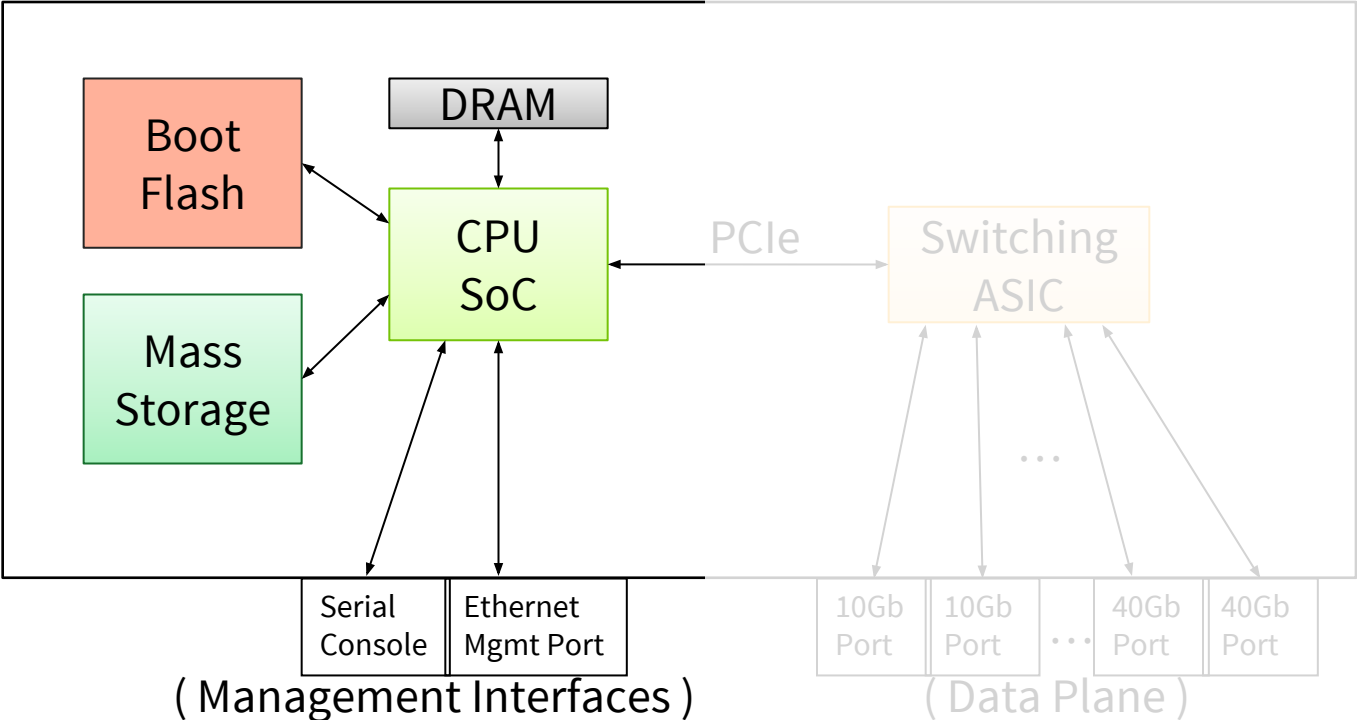 Boot
Flash
DRAM
CPU
SoC
PCIe
Switching
ASIC
Mass
Storage
...
Serial
Console
Ethernet
Mgmt Port
10Gb
Port
10Gb
Port
...
40Gb
Port
40Gb
Port
( Management Interfaces )
( Data Plane )